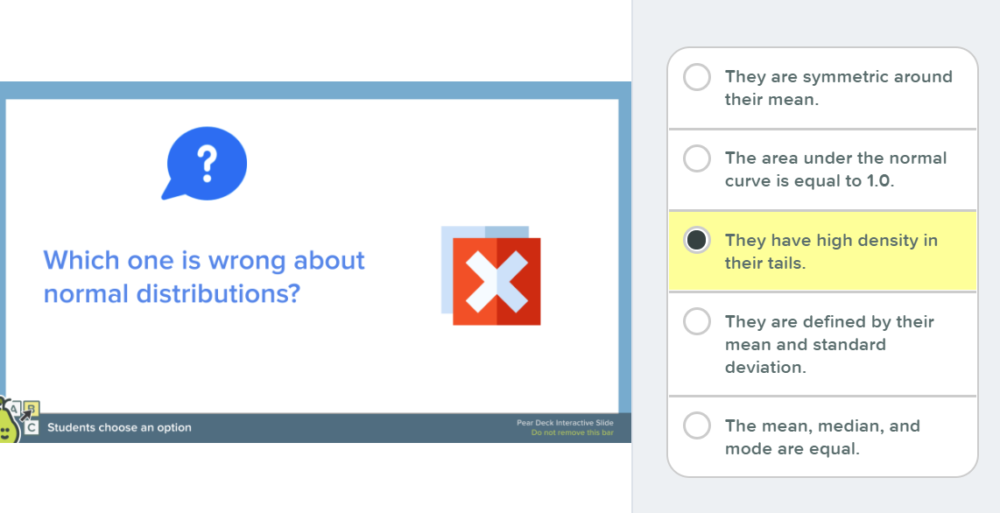 ?
Which one is wrong about
normal distributions?
A
B
C
Students choose an option
Pear Deck Interactive Slide
Do not remove this bar
They are symmetric around
their mean.
The area under the normal
curve is equal to 1.0.
They have high density in
their tails.
They are defined by their
mean and standard
deviation.
The mean, median, and
mode are equal.